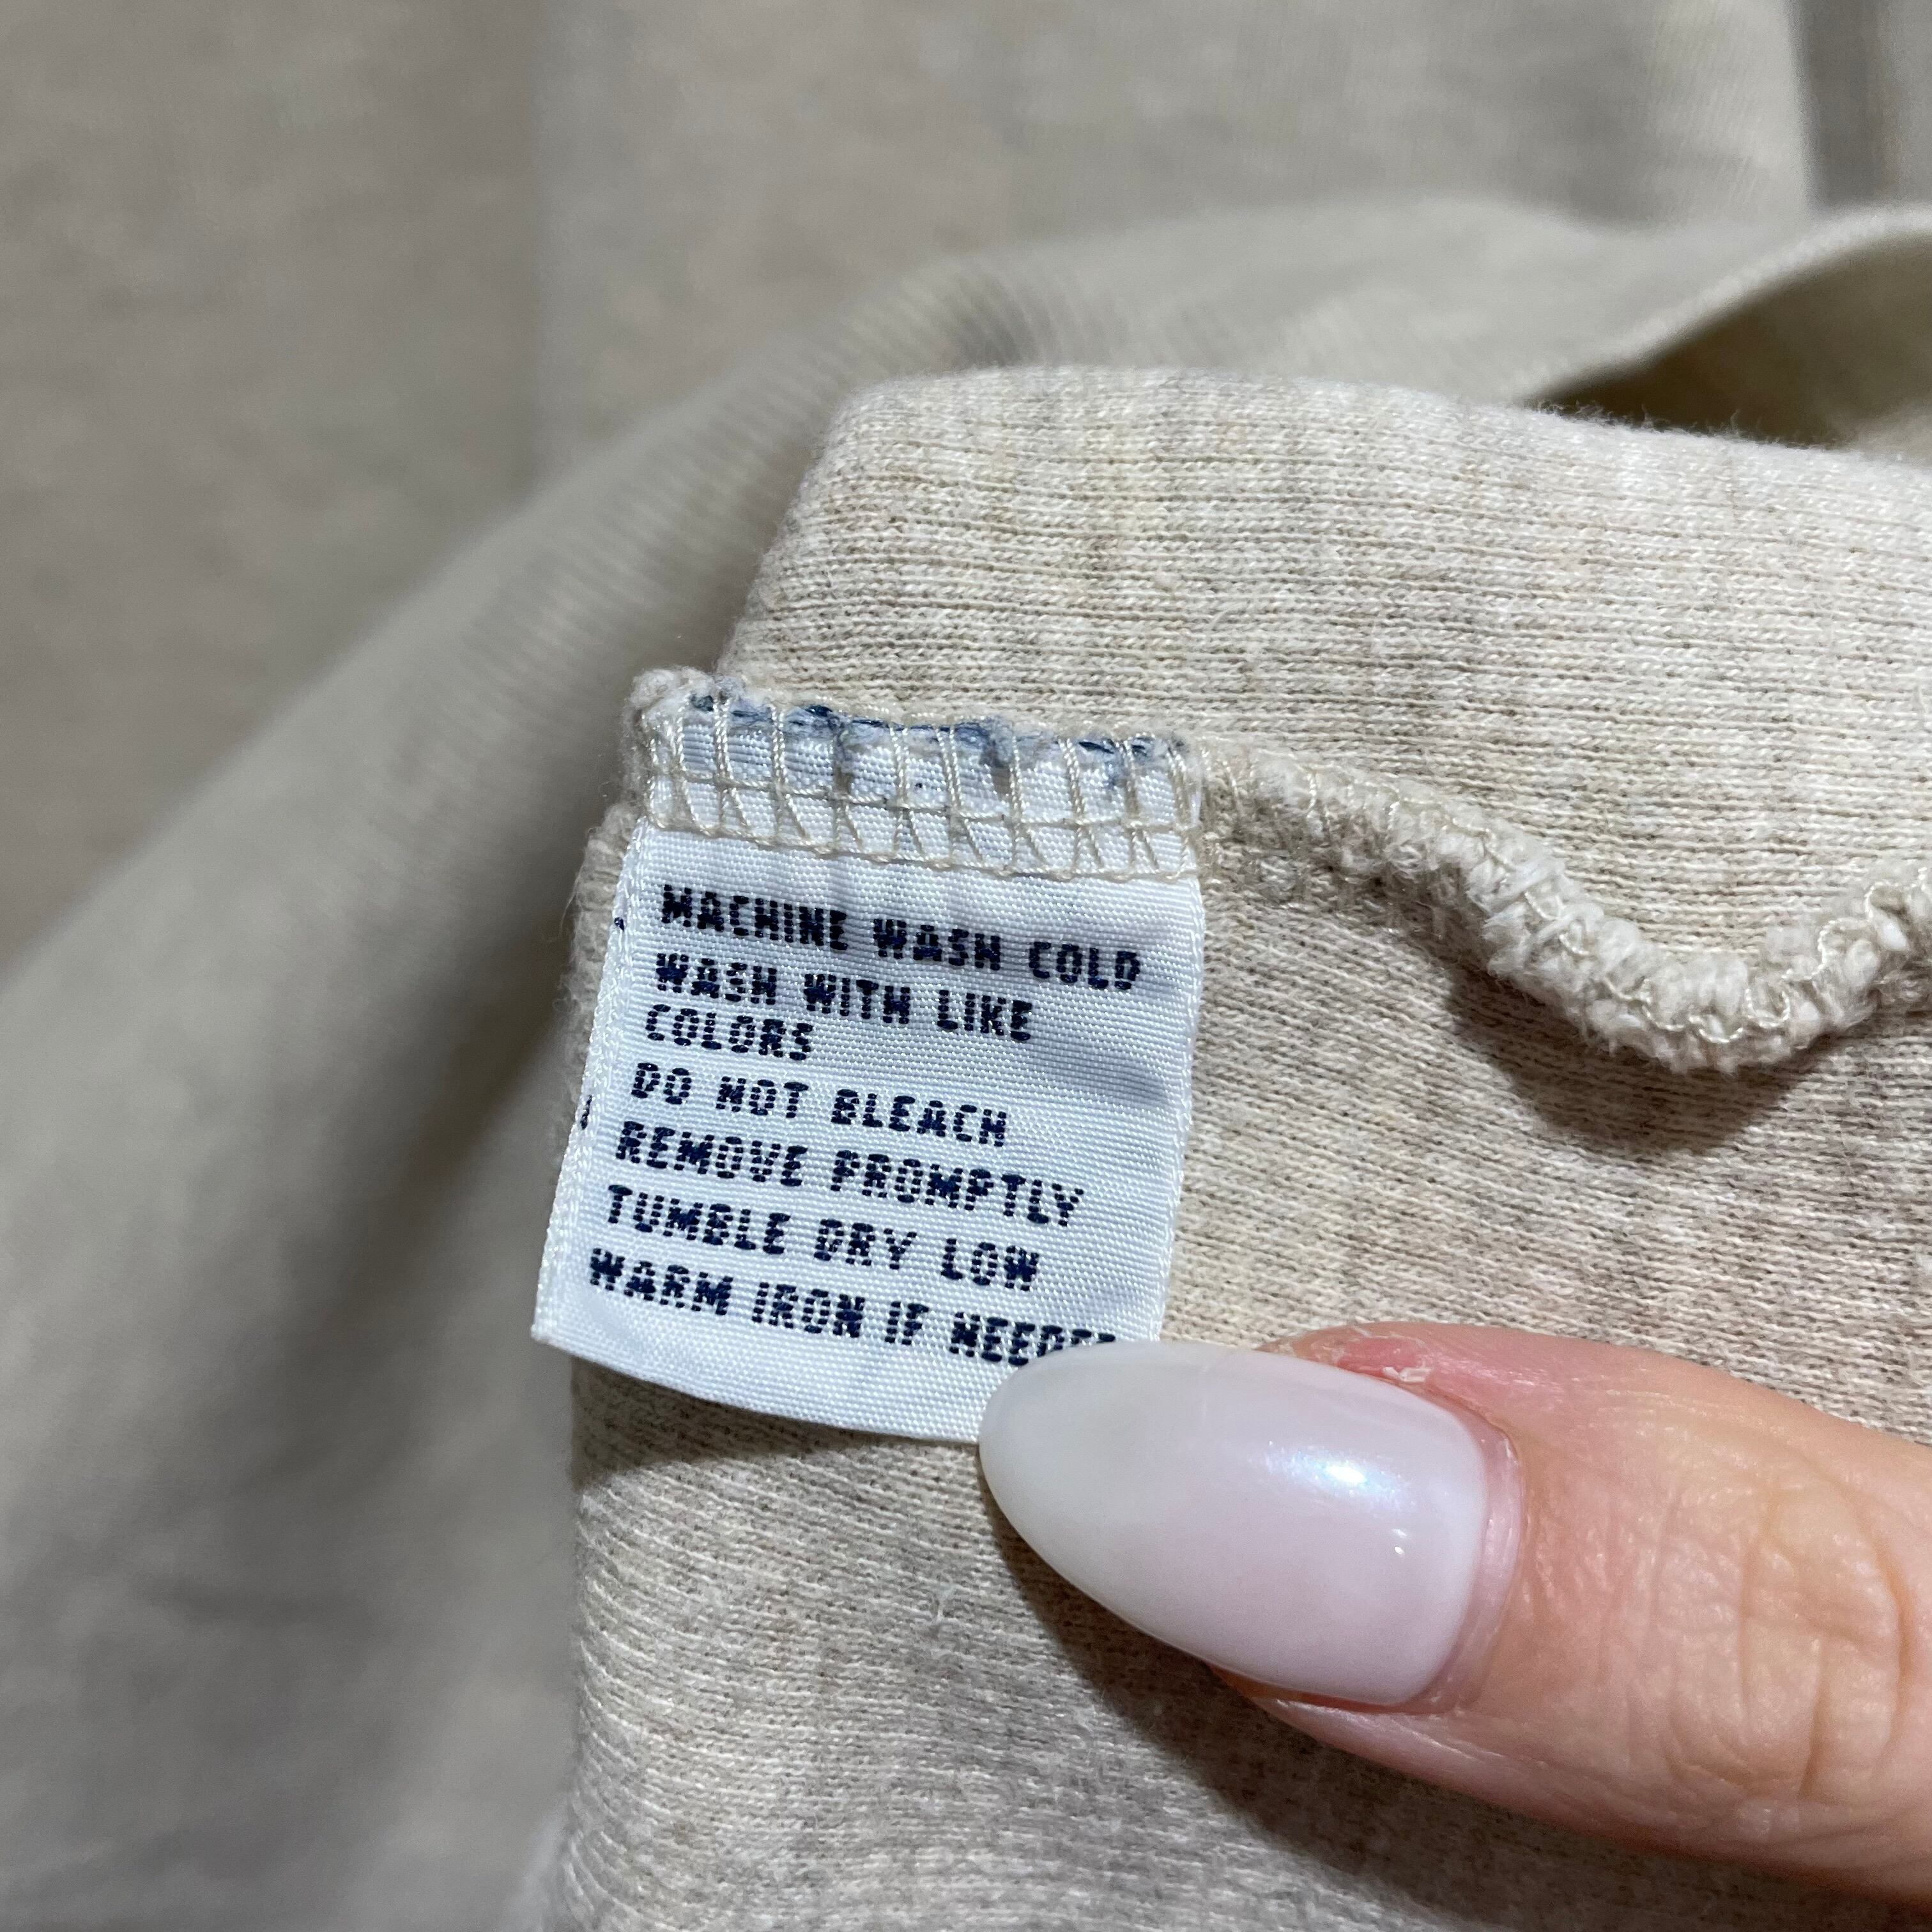 MACHINE WASH COLD
WASH WITH LIKE
COLORS
DO NOT BLEACH
REMOVE PROMPTLY
TUMBLE DRY LOW
WARM IRON IF